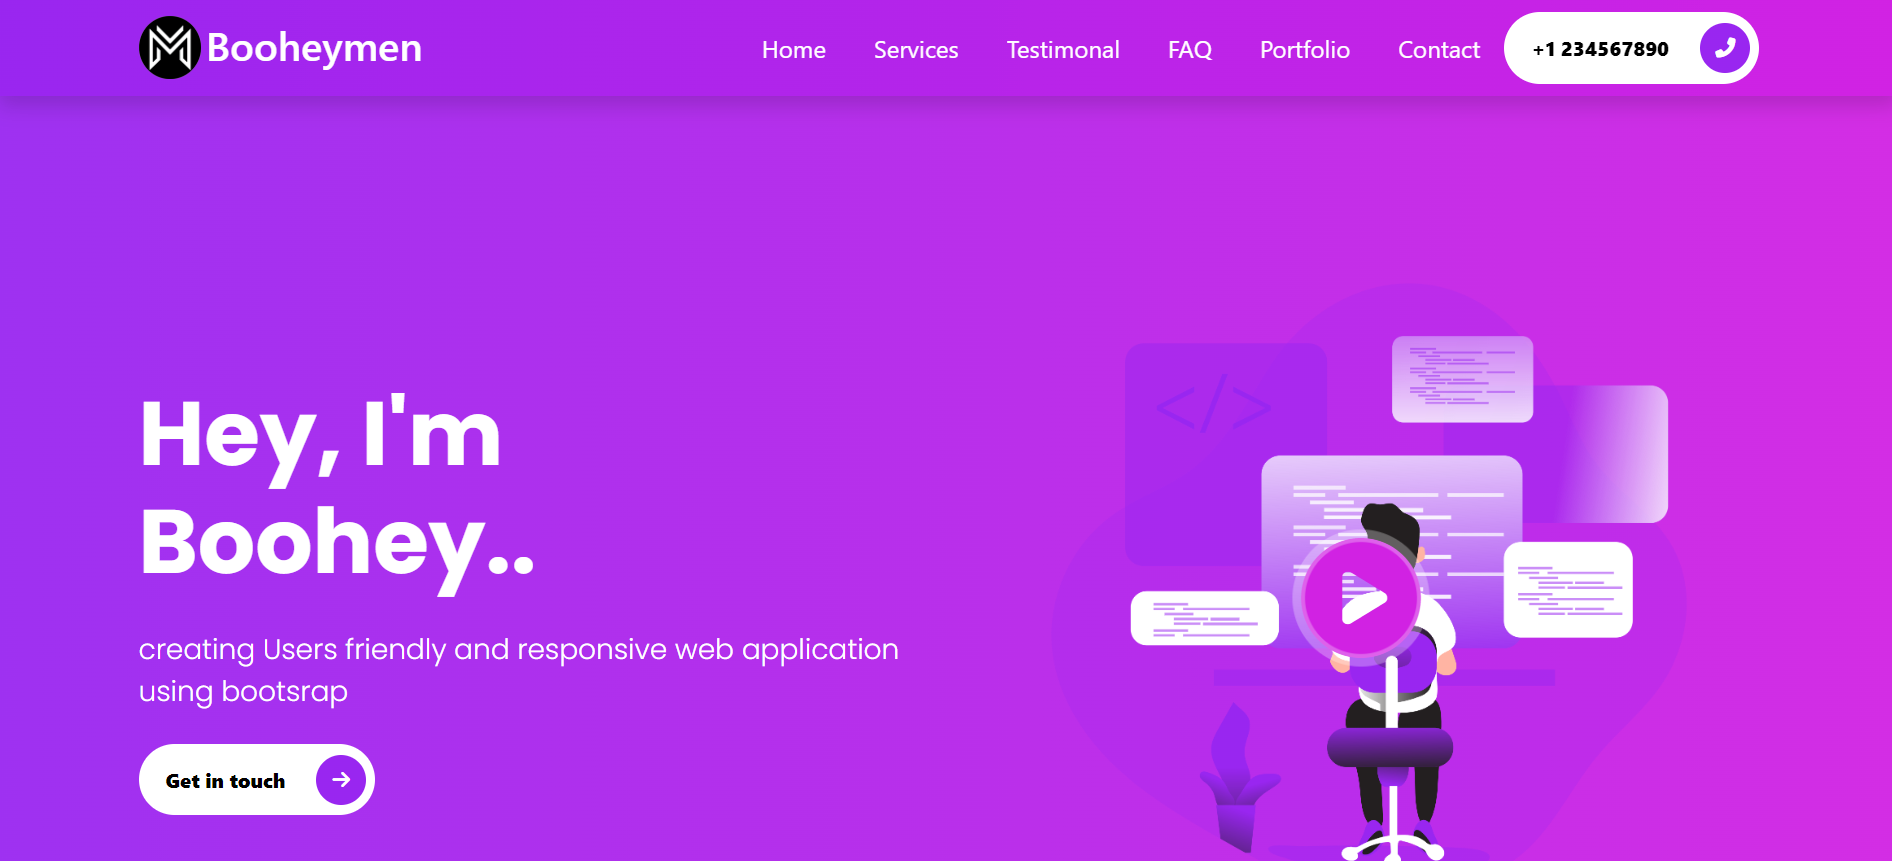 Booheymen
Home Services Testimonal FAQ Portfolio Contact +1 234567890
Hey, I'm
Boohey..
</>
creating Users friendly and responsive web application
using bootsrap
Get in touch